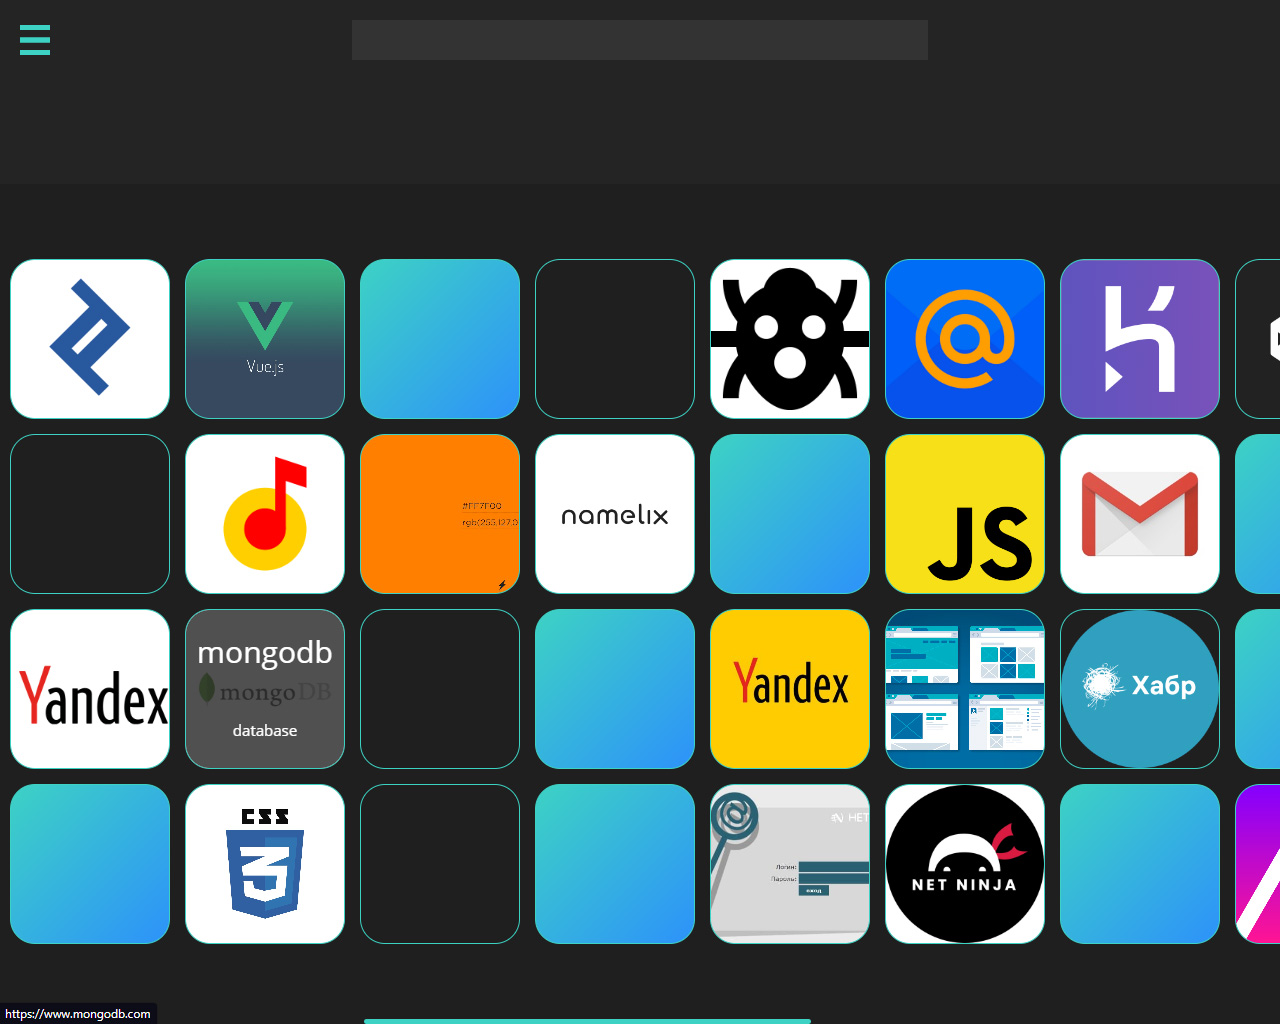 Vue.js
#FF7F00
rgb(255,127,0
namelix
JS
Yandex
mongodb
mongoDB
database
Yandex
Хабр
CSS
3
НЕТ
Логин:
Пароль:
NET NINJA
https://www.mongodb.com